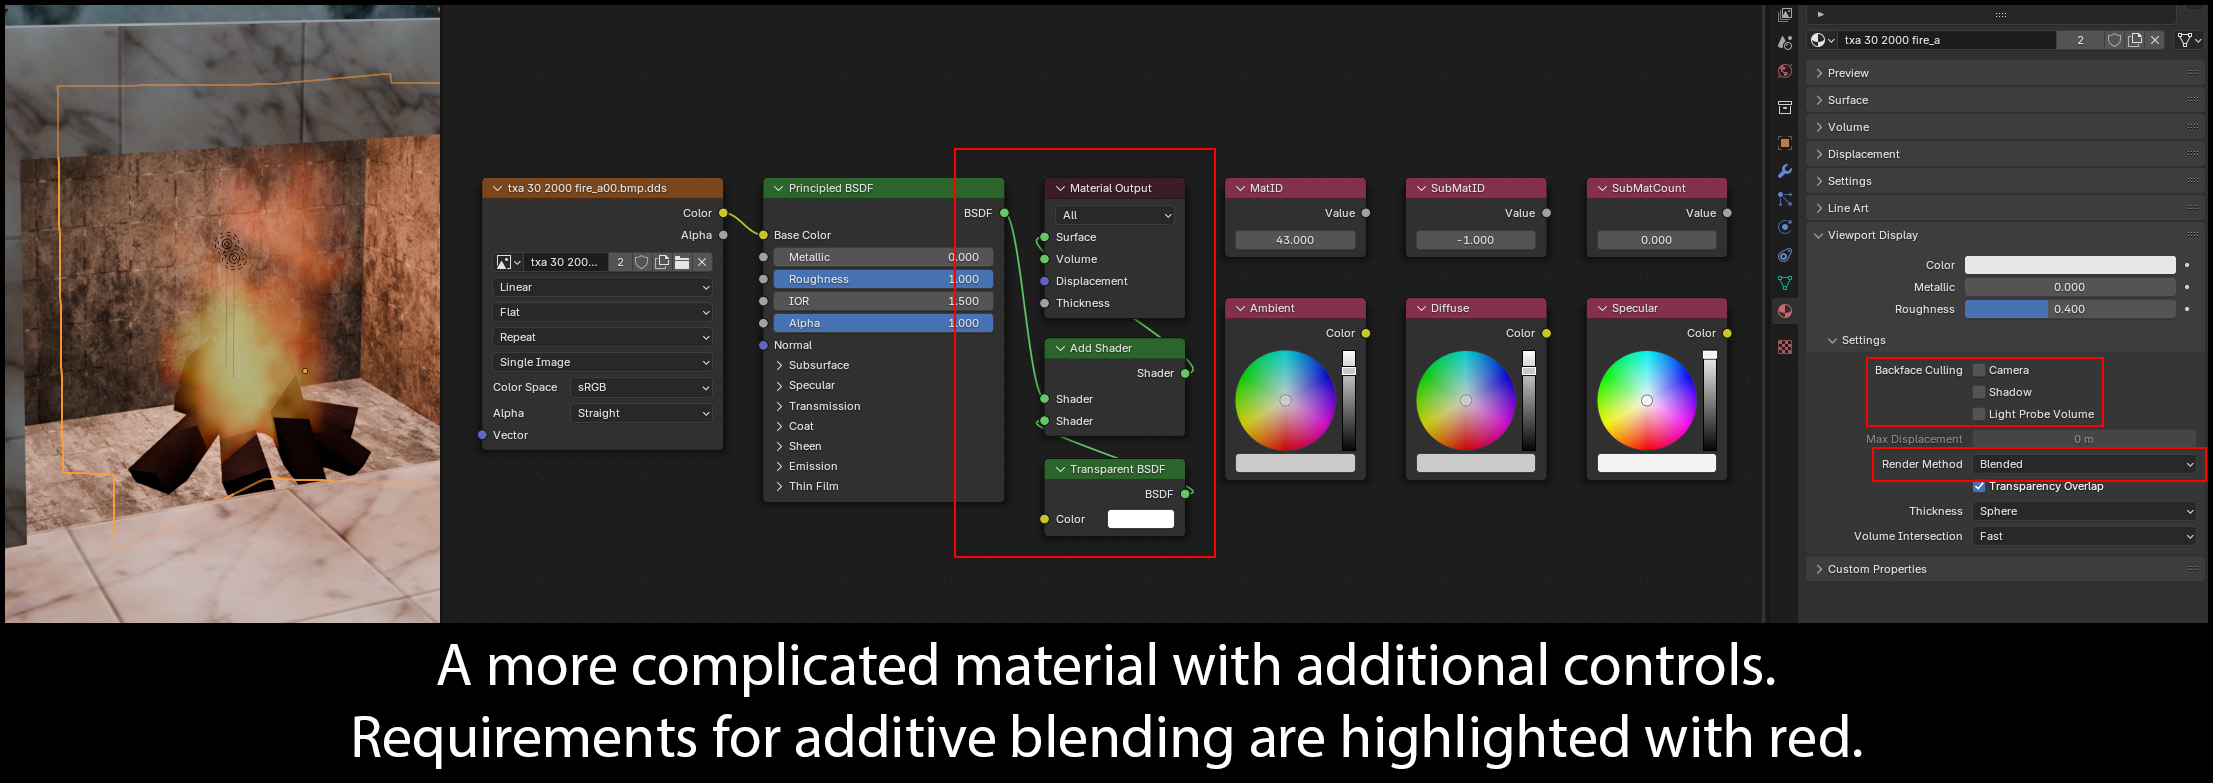 txa 30 2000 fire_a00.bmp.dds
Color
Alpha
txa 30 200...
2
Linear
Flat
Repeat
Single Image
Color Space
sRGB
Alpha
Straight
Vector
Principled BSDF
BSDF
Base Color
Metallic 0.000
Roughness 1.000
IOR 1.500
Alpha 1.000
Normal
Subsurface
Specular
Transmission
Coat
Sheen
Emission
Thin Film
Material Output
All
Surface
Volume
Displacement
Thickness
Add Shader
Shader
Shader
Shader
Transparent BSDF
BSDF
Color
MatID
Value
43.000
SubMatID
Value
-1.000
SubMatCount
Value
0.000
Ambient
Color
Diffuse
Color
Specular
Color
txa 30 2000 fire_a
2
Preview
Surface
Volume
Displacement
Settings
Line Art
Viewport Display
Color
Metallic 0.000
Roughness 0.400
Settings
Backface Culling Camera
Shadow
Light Probe Volume
Max Displacement 0 m
Render Method Blended
Transparency Overlap
Thickness Sphere
Volume Intersection Fast
Custom Properties
A more complicated material with additional controls.
Requirements for additive blending are highlighted with red.